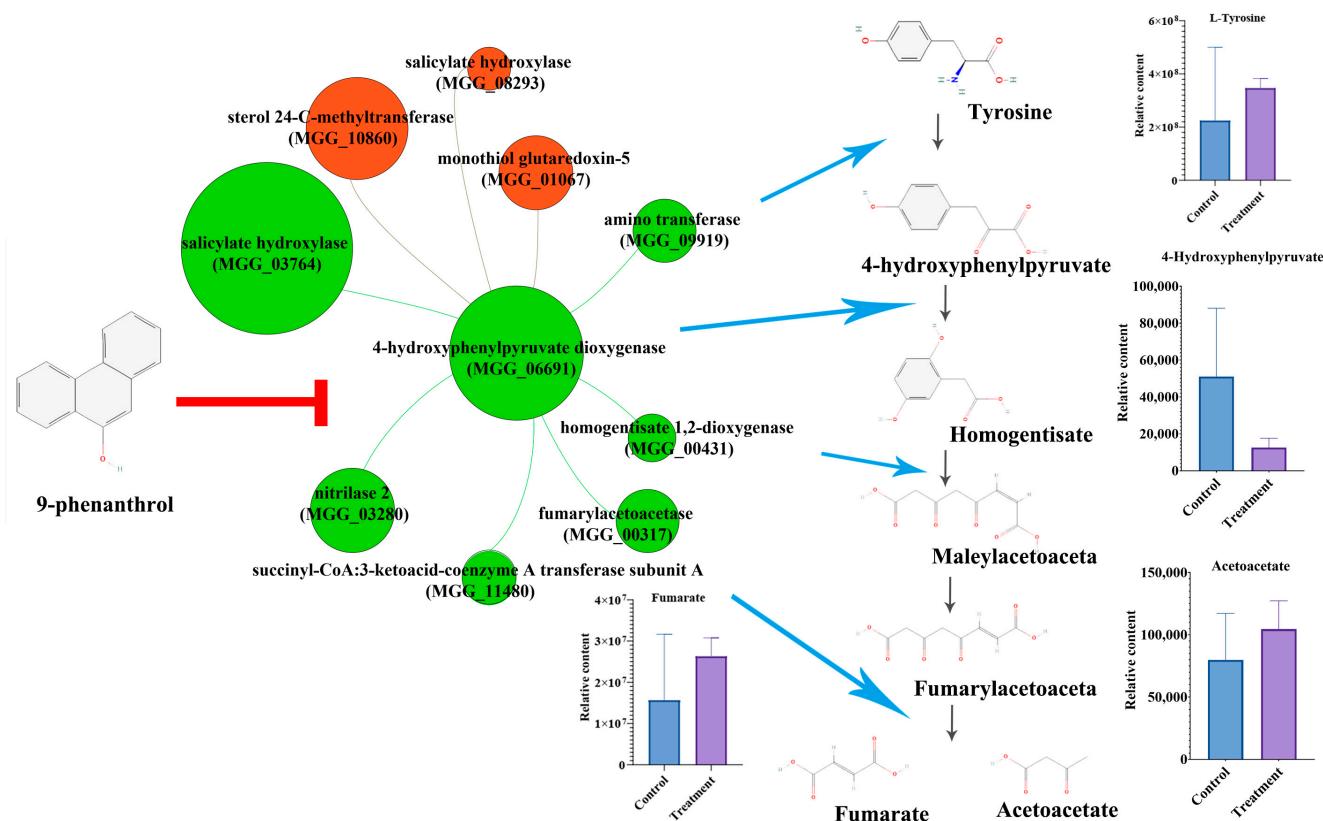 salicylate hydroxylase
(MGG_08293)
sterol 24-C-methyltransferase
(MGG_10860)
monothiol glutaredoxin-5
(MGG_01067)
amino transferase
(MGG_09919)
salicylate hydroxylase
(MGG_03764)
4-hydroxyphenylpyruvate dioxygenase
(MGG_06691)
homogentisate 1,2-dioxygenase
(MGG_00431)
nitrilase 2
(MGG_03280)
fumarylacetoacetase
(MGG_00317)
succinyl-CoA:3-ketoacid-coenzyme A transferase subunit A
(MGG_11480)
9-phenanthrol
Tyrosine
4-hydroxyphenylpyruvate
Homogentisate
Maleylacetoaceta
Fumarylacetoaceta
Fumarate
Acetoacetate
L-Tyrosine
Relative content
6×10⁸
4×10⁸
2×10⁸
0
Control
Treatment
4-Hydroxyphenylpyruvate
Relative content
100,000
80,000
60,000
40,000
20,000
0
Control
Treatment
Acetoacetate
Relative content
150,000
100,000
50,000
0
Control
Treatment
Fumarate
Relative content
4×10⁷
3×10⁷
2×10⁷
1×10⁷
0
Control
Treatment